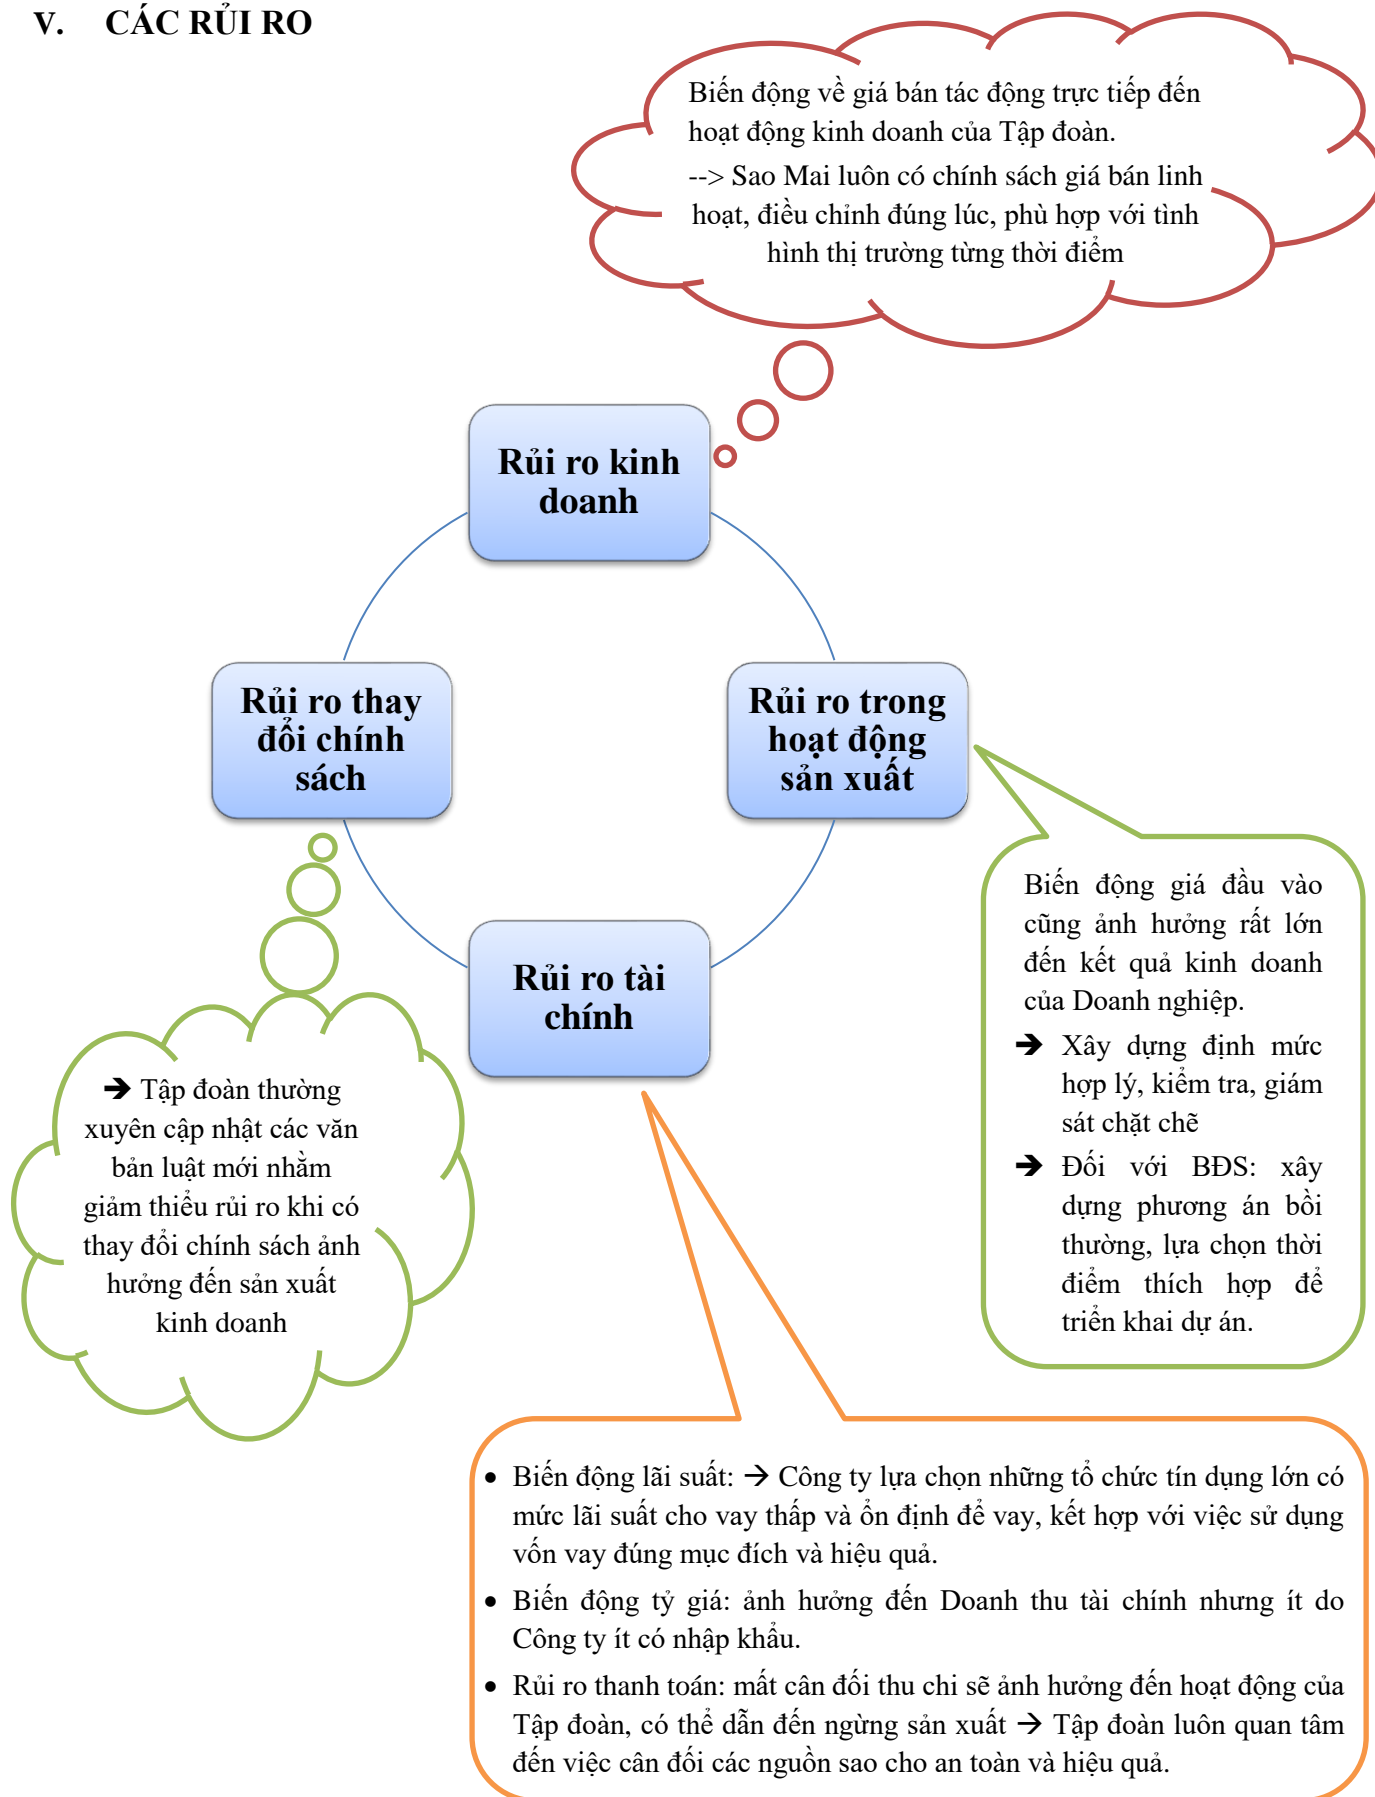 V. CÁC RỦI RO
Biến động về giá bán tác động trực tiếp đến
hoạt động kinh doanh của Tập đoàn.
--> Sao Mai luôn có chính sách giá bán linh
hoạt, điều chỉnh đúng lúc, phù hợp với tình
hình thị trường từng thời điểm
Rủi ro kinh
doanh
Rủi ro thay
đổi chính
sách
Rủi ro trong
hoạt động
sản xuất
Rủi ro tài
chính
Biến động giá đầu vào
cũng ảnh hưởng rất lớn
đến kết quả kinh doanh
của Doanh nghiệp.
➔ Xây dựng định mức
hợp lý, kiểm tra, giám
sát chặt chẽ
➔ Đối với BĐS: xây
dựng phương án bồi
thường, lựa chọn thời
điểm thích hợp để
triển khai dự án.
➔ Tập đoàn thường
xuyên cập nhật các văn
bản luật mới nhằm
giảm thiểu rủi ro khi có
thay đổi chính sách ảnh
hưởng đến sản xuất
kinh doanh
• Biến động lãi suất: → Công ty lựa chọn những tổ chức tín dụng lớn có
mức lãi suất cho vay thấp và ổn định để vay, kết hợp với việc sử dụng
vốn vay đúng mục đích và hiệu quả.
• Biến động tỷ giá: ảnh hưởng đến Doanh thu tài chính nhưng ít do
Công ty ít có nhập khẩu.
• Rủi ro thanh toán: mất cân đối thu chi sẽ ảnh hưởng đến hoạt động của
Tập đoàn, có thể dẫn đến ngừng sản xuất → Tập đoàn luôn quan tâm
đến việc cân đối các nguồn sao cho an toàn và hiệu quả.